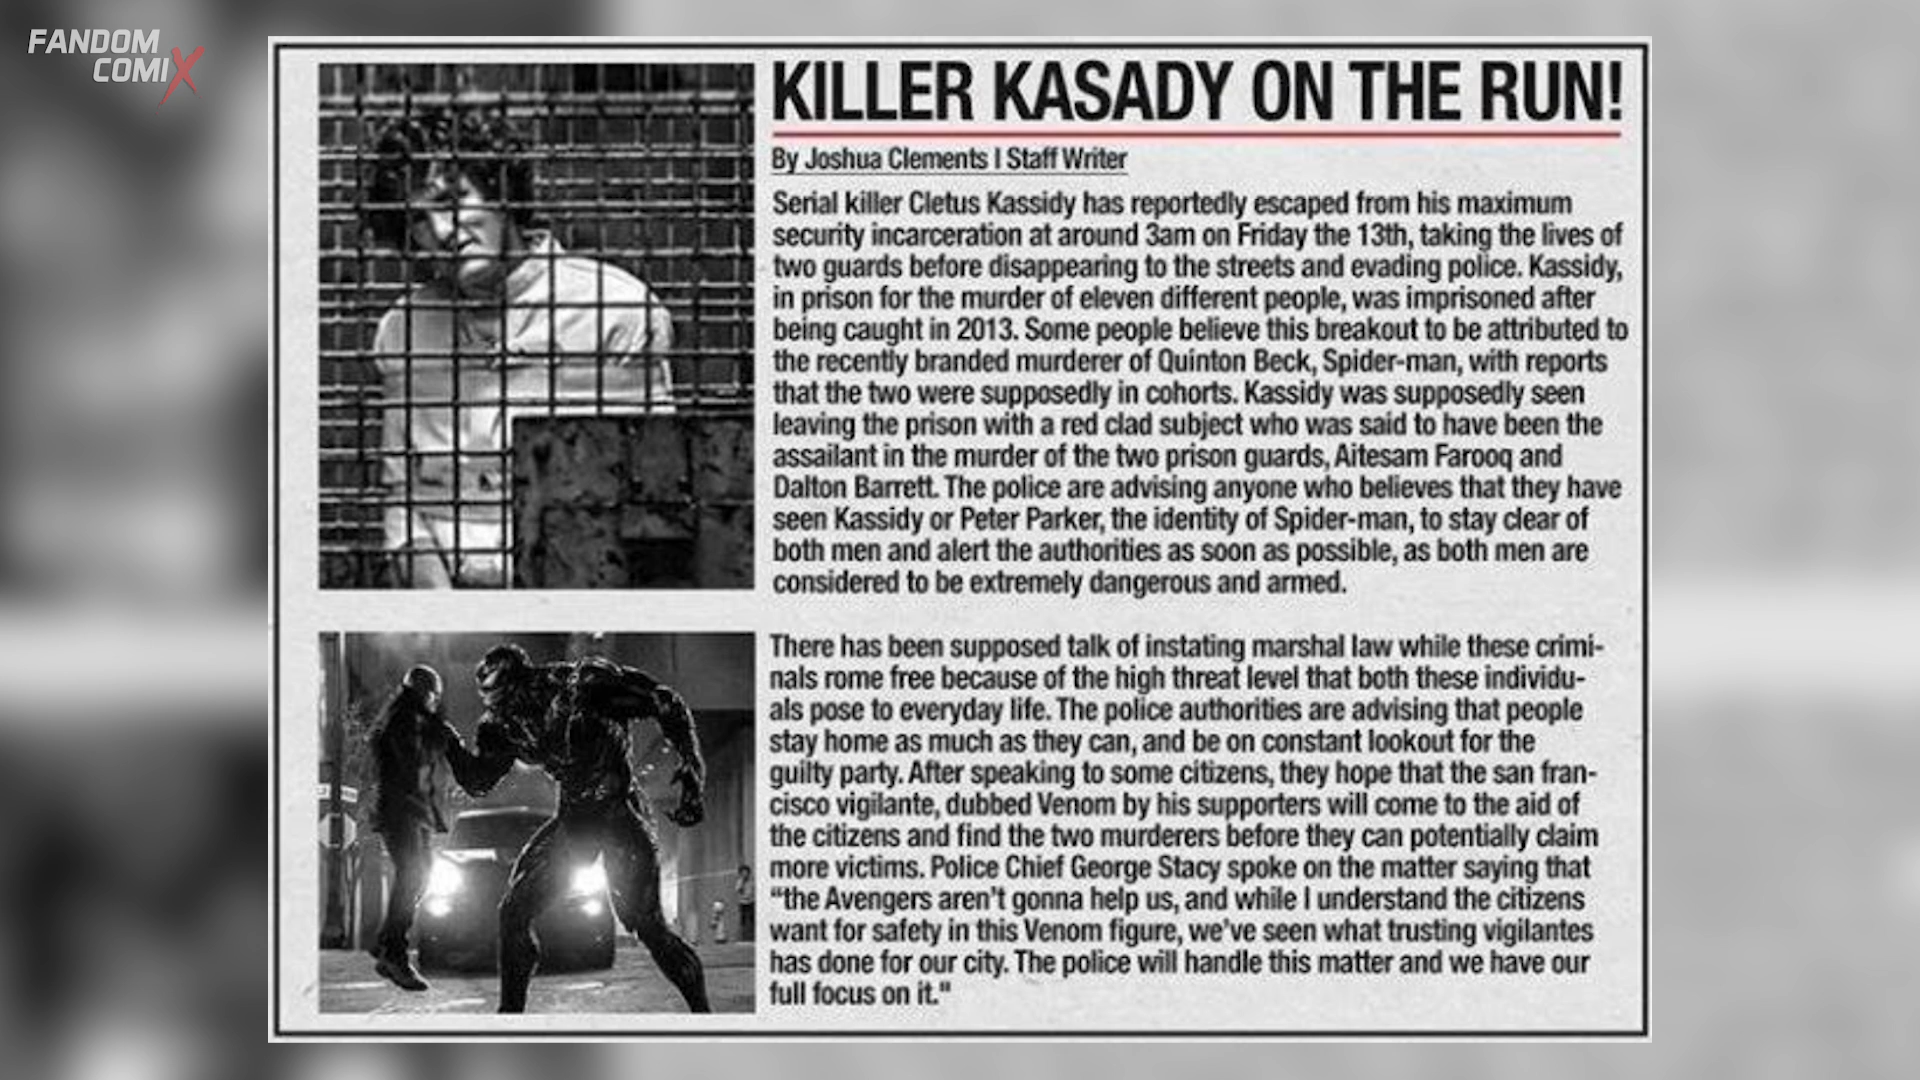 FANDOM
COMIX
KILLER KASADY ON THE RUN!
By Joshua Clements I Staff Writer
Serial killer Cletus Kassidy has reportedly escaped from his maximum
security incarceration at around 3am on Friday the 13th, taking the lives of
two guards before disappearing to the streets and evading police. Kassidy,
in prison for the murder of eleven different people, was imprisoned after
being caught in 2013. Some people believe this breakout to be attributed to
the recently branded murderer of Quinton Beck, Spider-man, with reports
that the two were supposedly in cohorts. Kassidy was supposedly seen
leaving the prison with a red clad subject who was said to have been the
assailant in the murder of the two prison guards, Aitesam Farooq and
Dalton Barrett. The police are advising anyone who believes that they have
seen Kassidy or Peter Parker, the identity of Spider-man, to stay clear of
both men and alert the authorities as soon as possible, as both men are
considered to be extremely dangerous and armed.
There has been supposed talk of instating marshal law while these crimi-
nals rome free because of the high threat level that both these individu-
als pose to everyday life. The police authorities are advising that people
stay home as much as they can, and be on constant lookout for the
guilty party. After speaking to some citizens, they hope that the san fran-
cisco vigilante, dubbed Venom by his supporters will come to the aid of
the citizens and find the two murderers before they can potentially claim
more victims. Police Chief George Stacy spoke on the matter saying that
“the Avengers aren't gonna help us, and while I understand the citizens
want for safety in this Venom figure, we've seen what trusting vigilantes
has done for our city. The police will handle this matter and we have our
full focus on it."